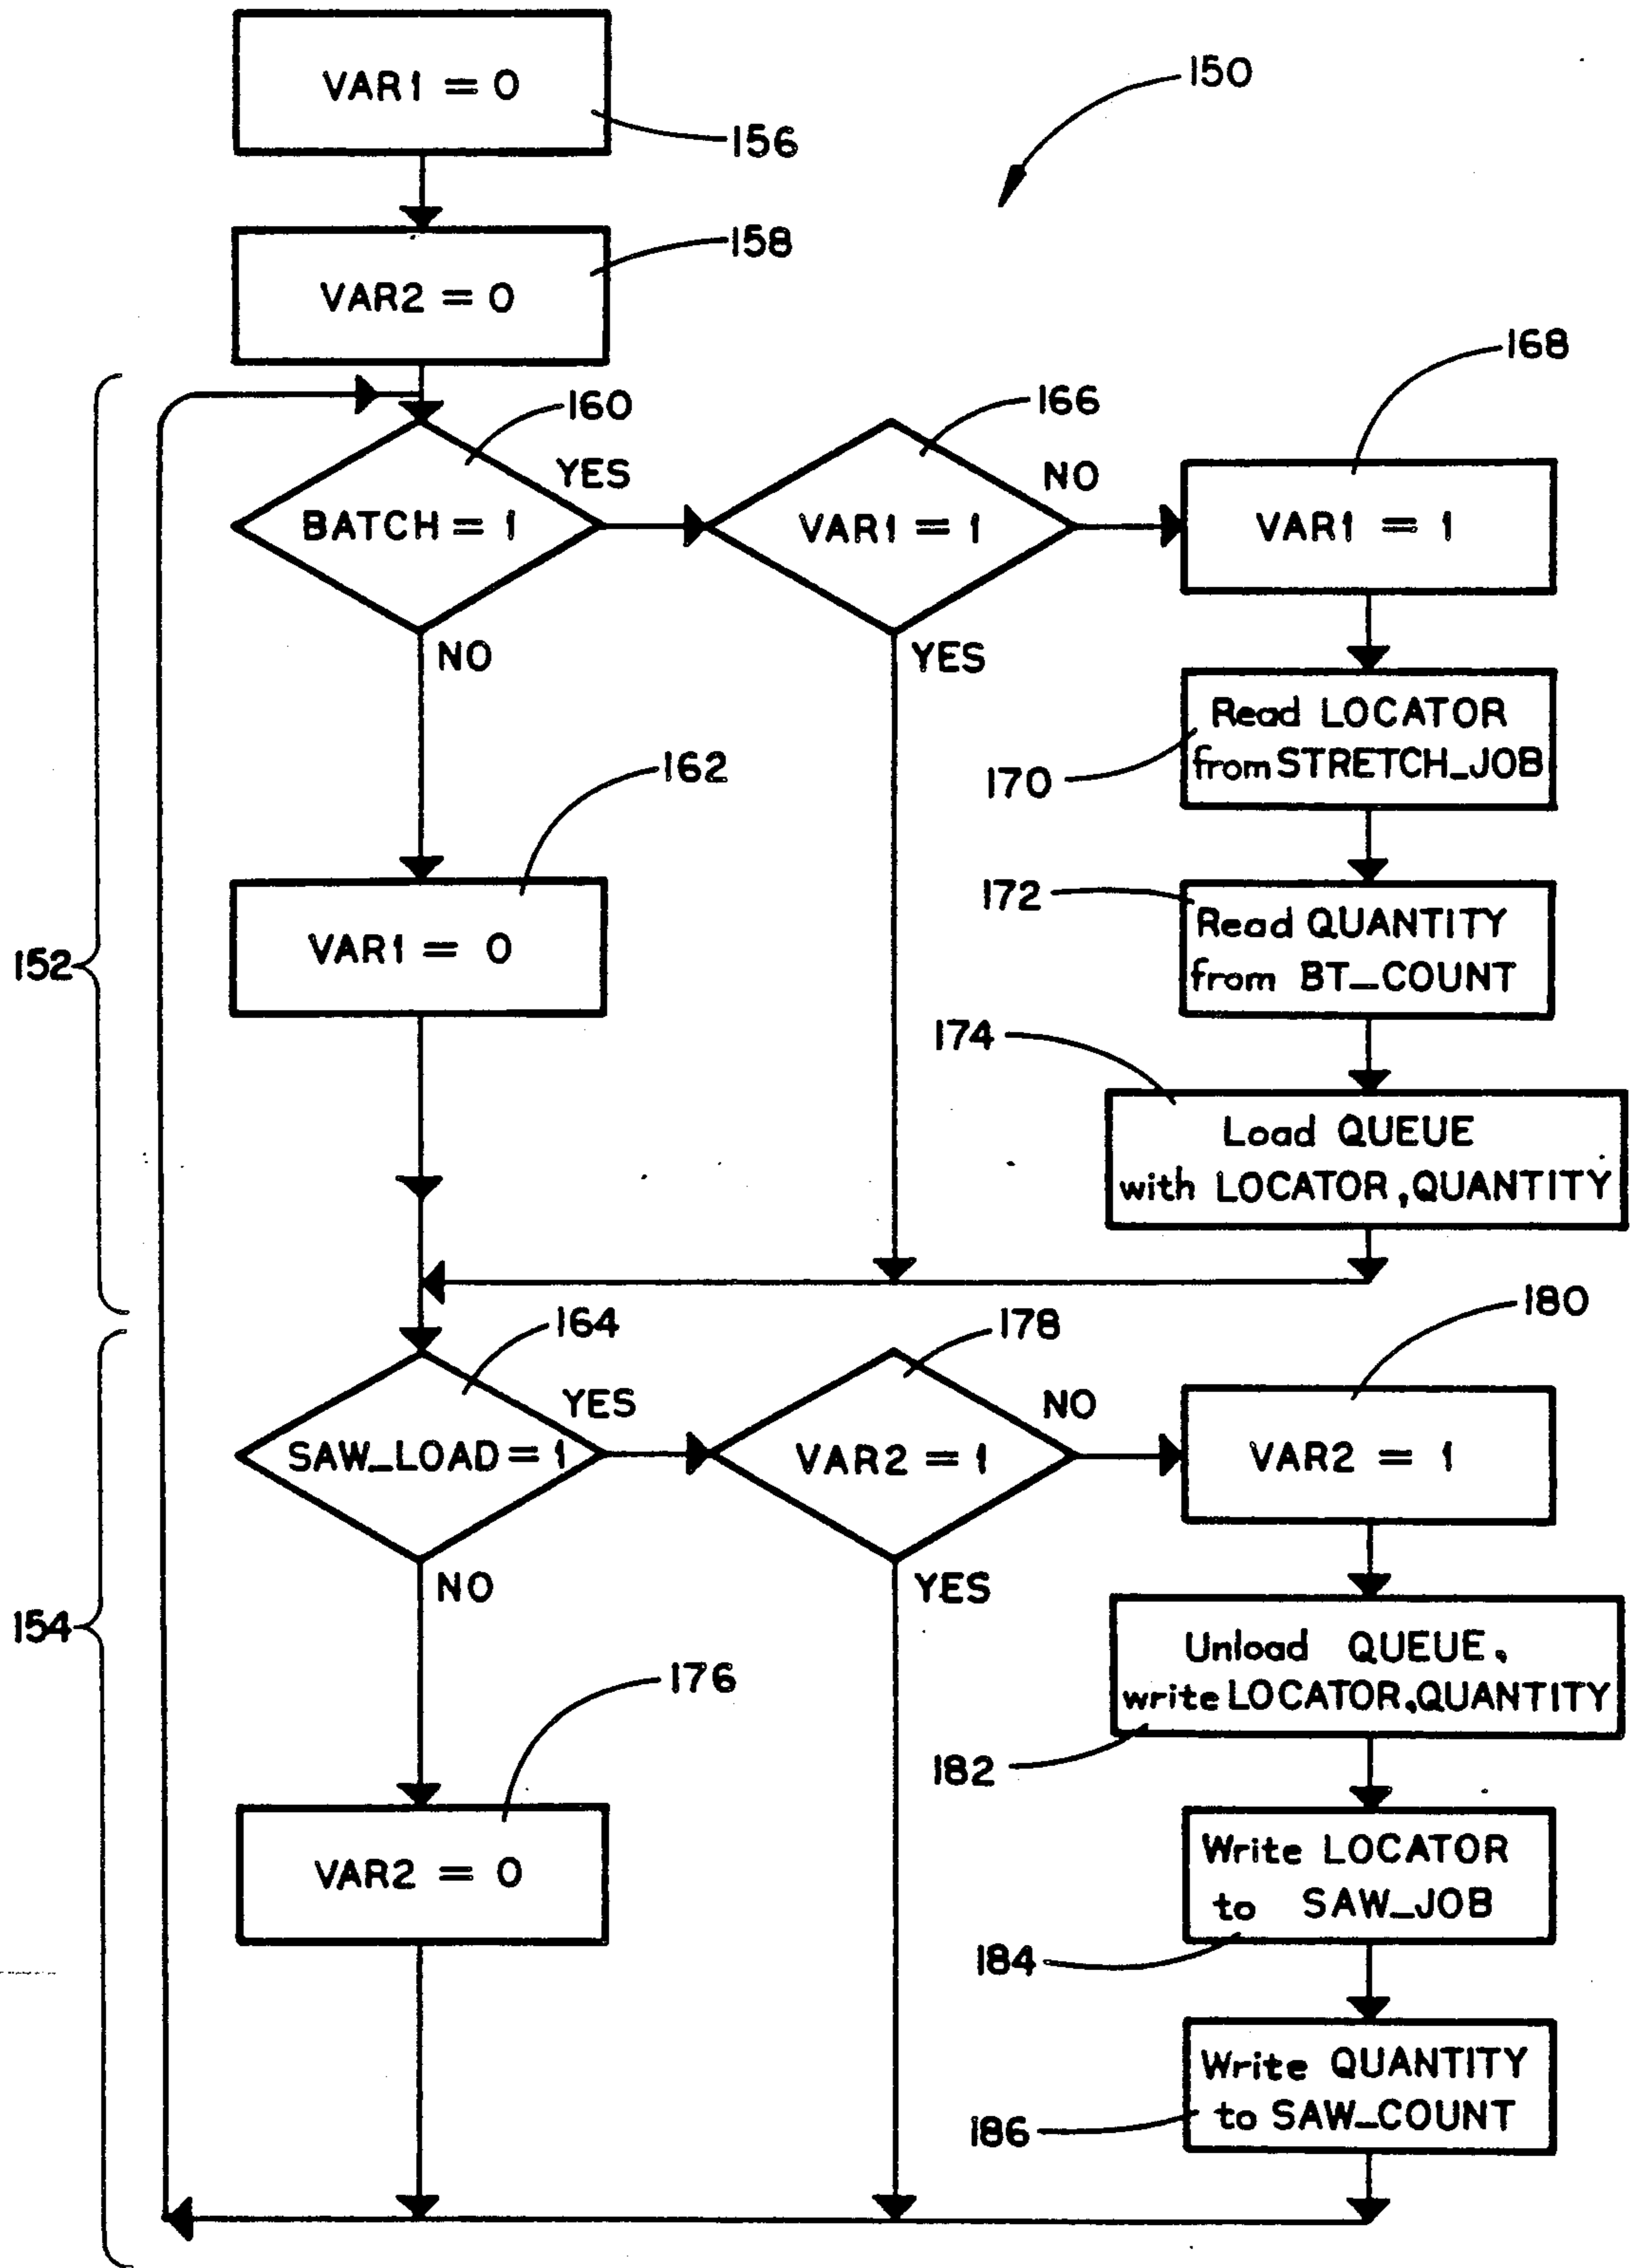 VAR1 = 0
156
150
VAR2 = 0
158
152
BATCH = 1
160
YES
NO
VAR1 = 1
166
NO
YES
VAR1 = 1
168
Read LOCATOR
from STRETCH_JOB
170
VAR1 = 0
162
Read QUANTITY
from BT_COUNT
172
Load QUEUE
with LOCATOR, QUANTITY
174
154
SAW_LOAD = 1
164
YES
NO
VAR2 = 1
178
NO
YES
VAR2 = 1
180
Unload QUEUE,
write LOCATOR, QUANTITY
182
VAR2 = 0
176
Write LOCATOR
to SAW_JOB
184
Write QUANTITY
to SAW_COUNT
186